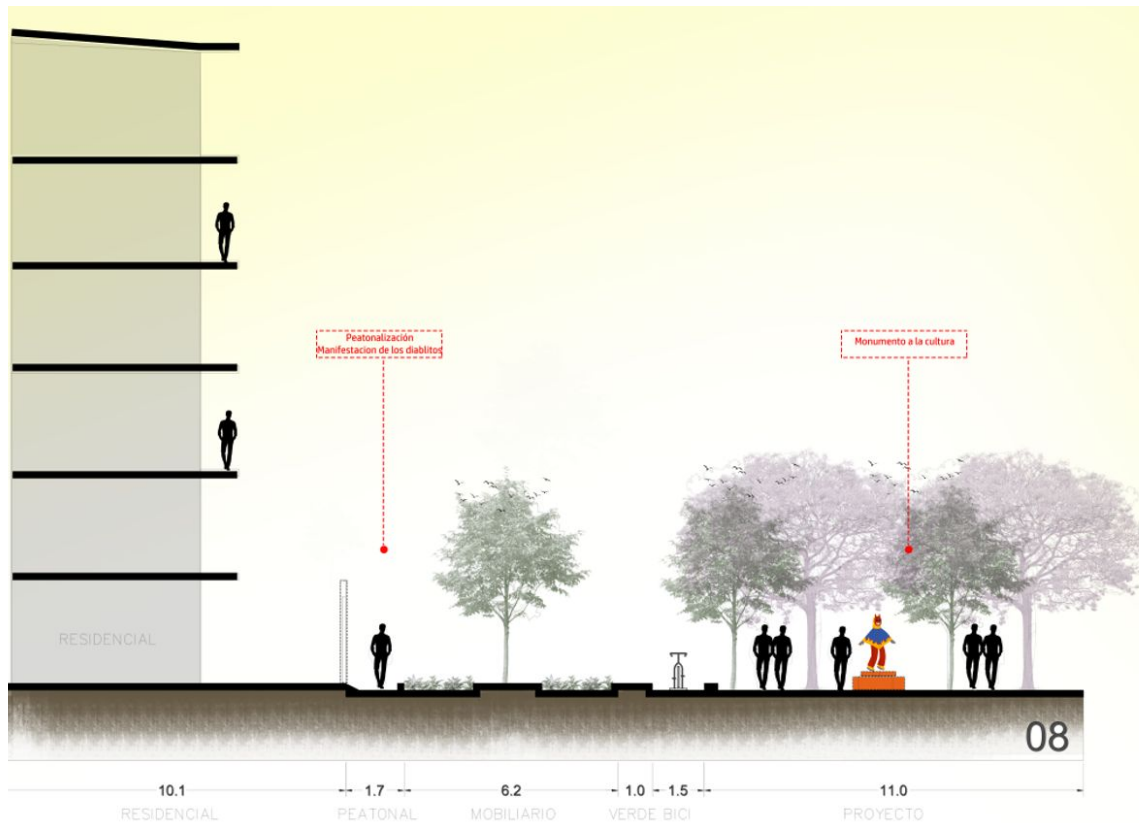 Peatonalización
Manifestacion de los diablitos
Monumento a la cultura
RESIDENCIAL
08
10.1 1.7 6.2 1.0 1.5 11.0
RESIDENCIAL PEATONAL MOBILIARIO VERDE BICI PROYECTO